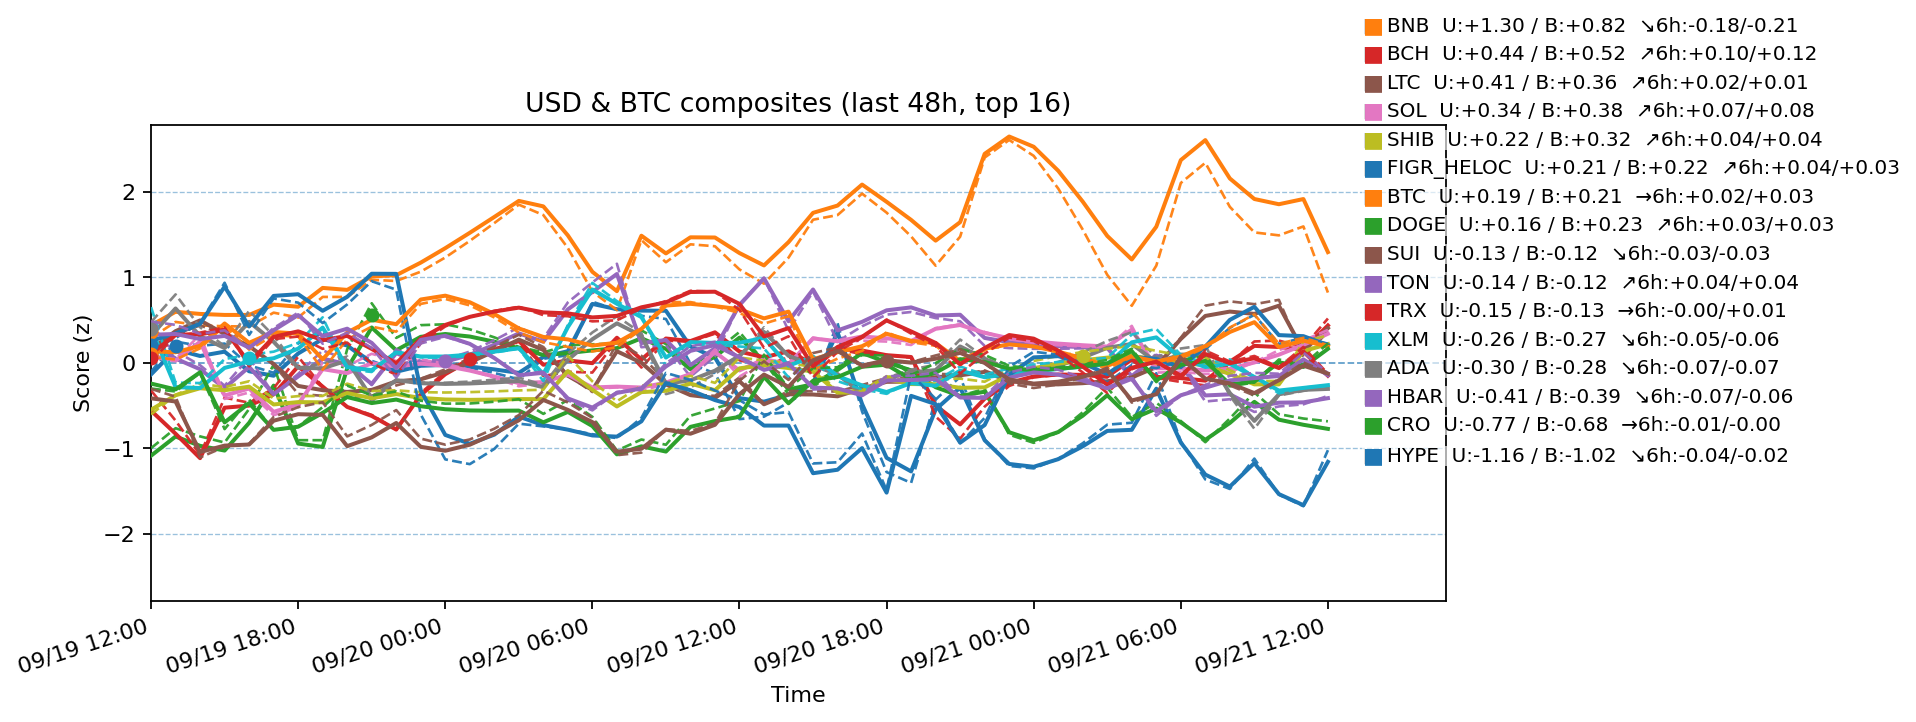 BNB  U:+1.30 / B:+0.82  ↘6h:-0.18/-0.21
BCH  U:+0.44 / B:+0.52  ↗6h:+0.10/+0.12
LTC  U:+0.41 / B:+0.36  ↗6h:+0.02/+0.01
SOL  U:+0.34 / B:+0.38  ↗6h:+0.07/+0.08
SHIB  U:+0.22 / B:+0.32  ↗6h:+0.04/+0.04
FIGR_HELOC  U:+0.21 / B:+0.22  ↗6h:+0.04/+0.03
BTC  U:+0.19 / B:+0.21  →6h:+0.02/+0.03
DOGE  U:+0.16 / B:+0.23  ↗6h:+0.03/+0.03
SUI  U:-0.13 / B:-0.12  ↘6h:-0.03/-0.03
TON  U:-0.14 / B:-0.12  ↗6h:+0.04/+0.04
TRX  U:-0.15 / B:-0.13  →6h:-0.00/+0.01
XLM  U:-0.26 / B:-0.27  ↘6h:-0.05/-0.06
ADA  U:-0.30 / B:-0.28  ↘6h:-0.07/-0.07
HBAR  U:-0.41 / B:-0.39  ↘6h:-0.07/-0.06
CRO  U:-0.77 / B:-0.68  →6h:-0.01/-0.00
HYPE  U:-1.16 / B:-1.02  ↘6h:-0.04/-0.02
USD & BTC composites (last 48h, top 16)
Score (z)
2
1
0
−1
−2
09/19 12:00
09/19 18:00
09/20 00:00
09/20 06:00
09/20 12:00
09/20 18:00
09/21 00:00
09/21 06:00
09/21 12:00
Time